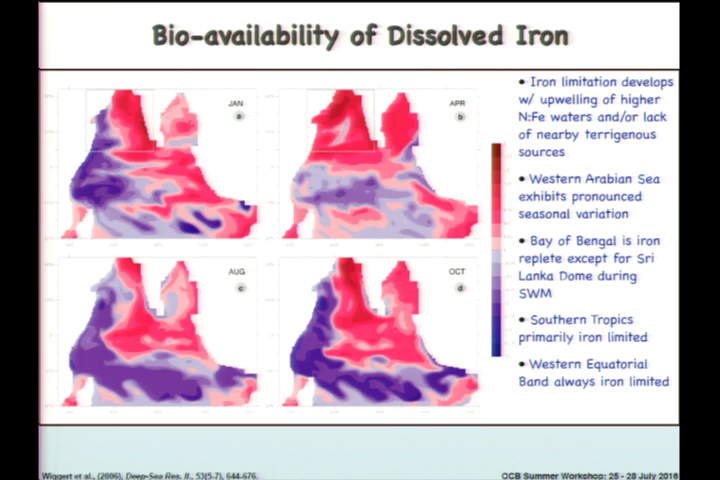 Bio-availability of Dissolved Iron
JAN
a
APR
b
AUG
c
OCT
d
• Iron limitation develops
w/ upwelling of higher
N:Fe waters and/or lack
of nearby terrigenous
sources
• Western Arabian Sea
exhibits pronounced
seasonal variation
• Bay of Bengal is iron
replete except for Sri
Lanka Dome during
SWM
• Southern Tropics
primarily iron limited
• Western Equatorial
Band always iron limited
Wiggert et al., (2006), Deep-Sea Res. II., 53(5-7), 644-676.
OCB Summer Workshop: 25 - 28 July 2016